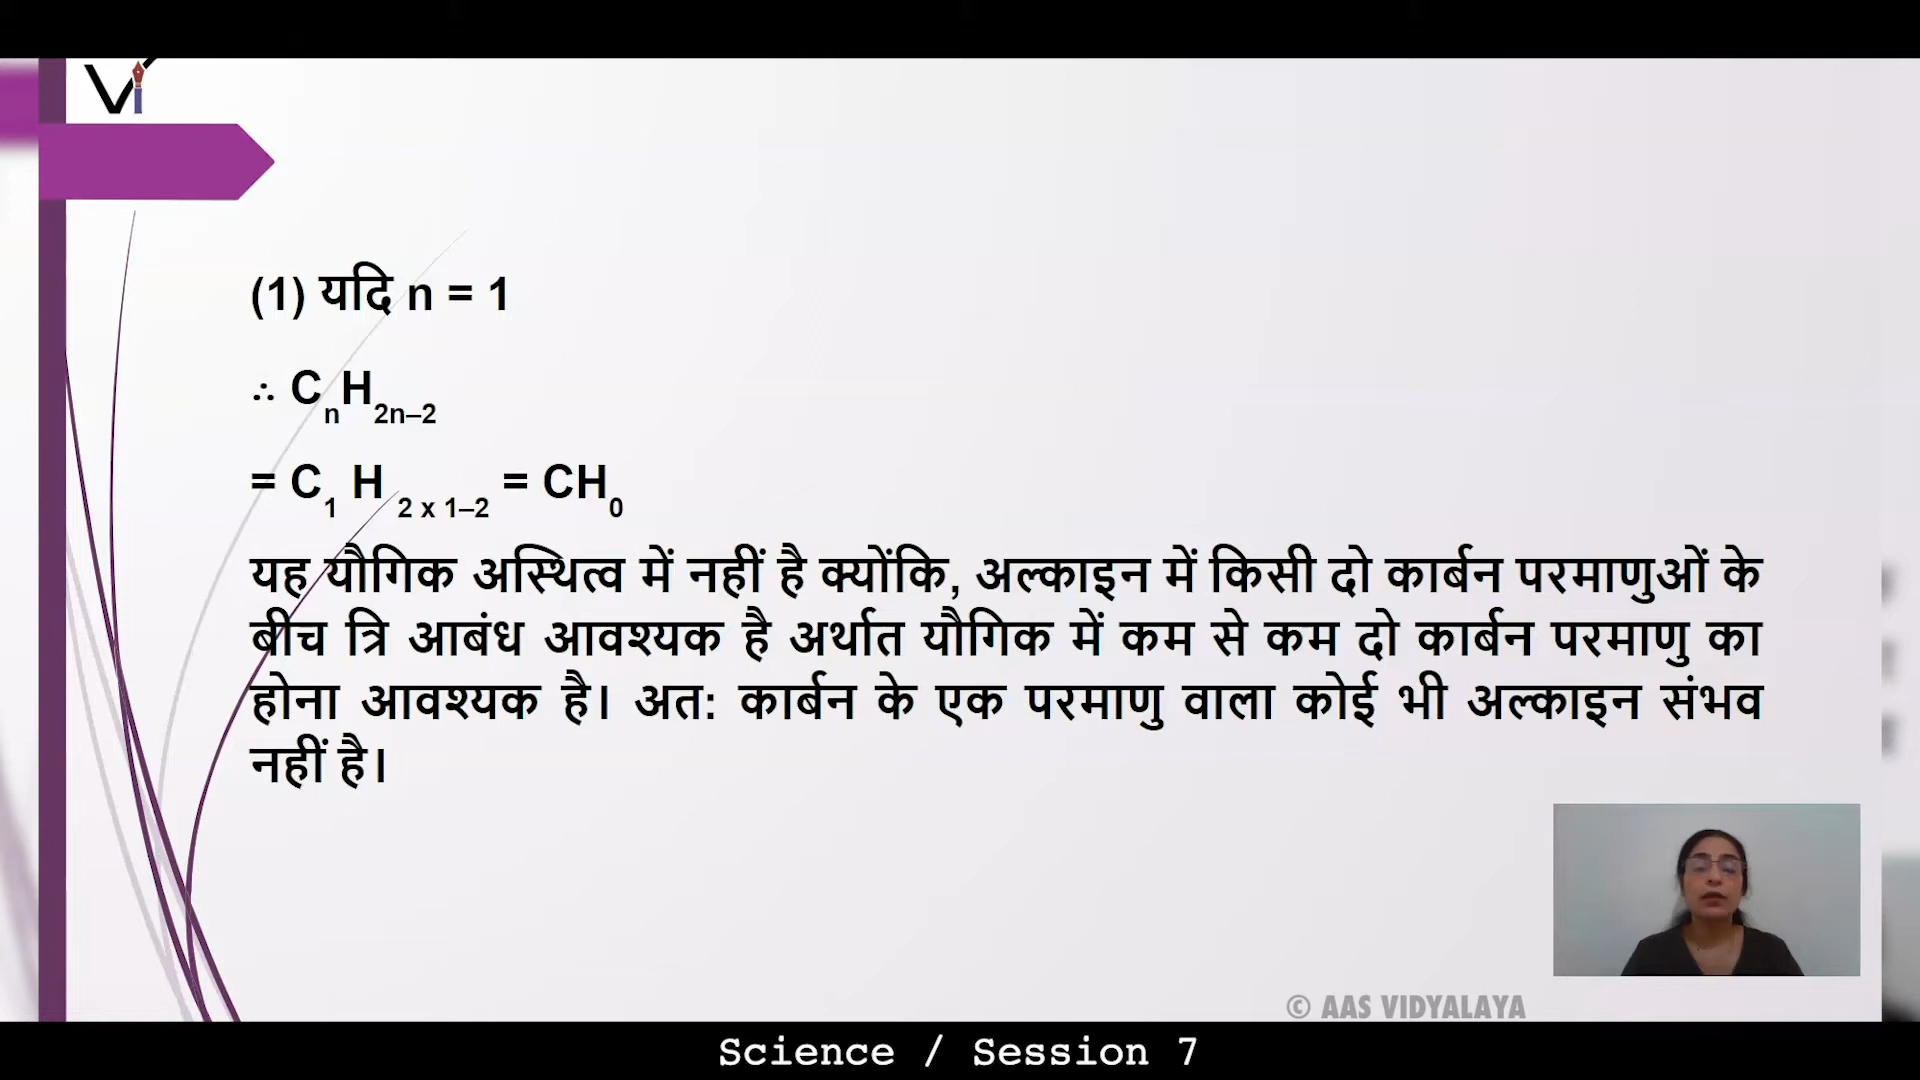 Vi
(1) यदि n = 1
∴ CnH2n–2
= C1 H 2 x 1–2 = CH0
यह यौगिक अस्थित्व में नहीं है क्योंकि, अल्काइन में किसी दो कार्बन परमाणुओं के
बीच त्रि आबंध आवश्यक है अर्थात यौगिक में कम से कम दो कार्बन परमाणु का
होना आवश्यक है। अत: कार्बन के एक परमाणु वाला कोई भी अल्काइन संभव
नहीं है।
© AAS VIDYALAYA
Science / Session 7